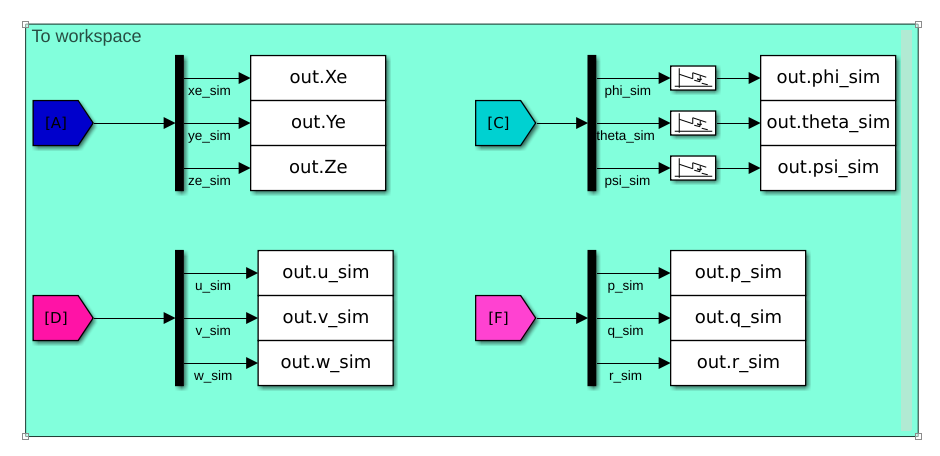 To workspace
[A]
xe_sim
ye_sim
ze_sim
out.Xe
out.Ye
out.Ze
[C]
phi_sim
theta_sim
psi_sim
out.phi_sim
out.theta_sim
out.psi_sim
[D]
u_sim
v_sim
w_sim
out.u_sim
out.v_sim
out.w_sim
[F]
p_sim
q_sim
r_sim
out.p_sim
out.q_sim
out.r_sim